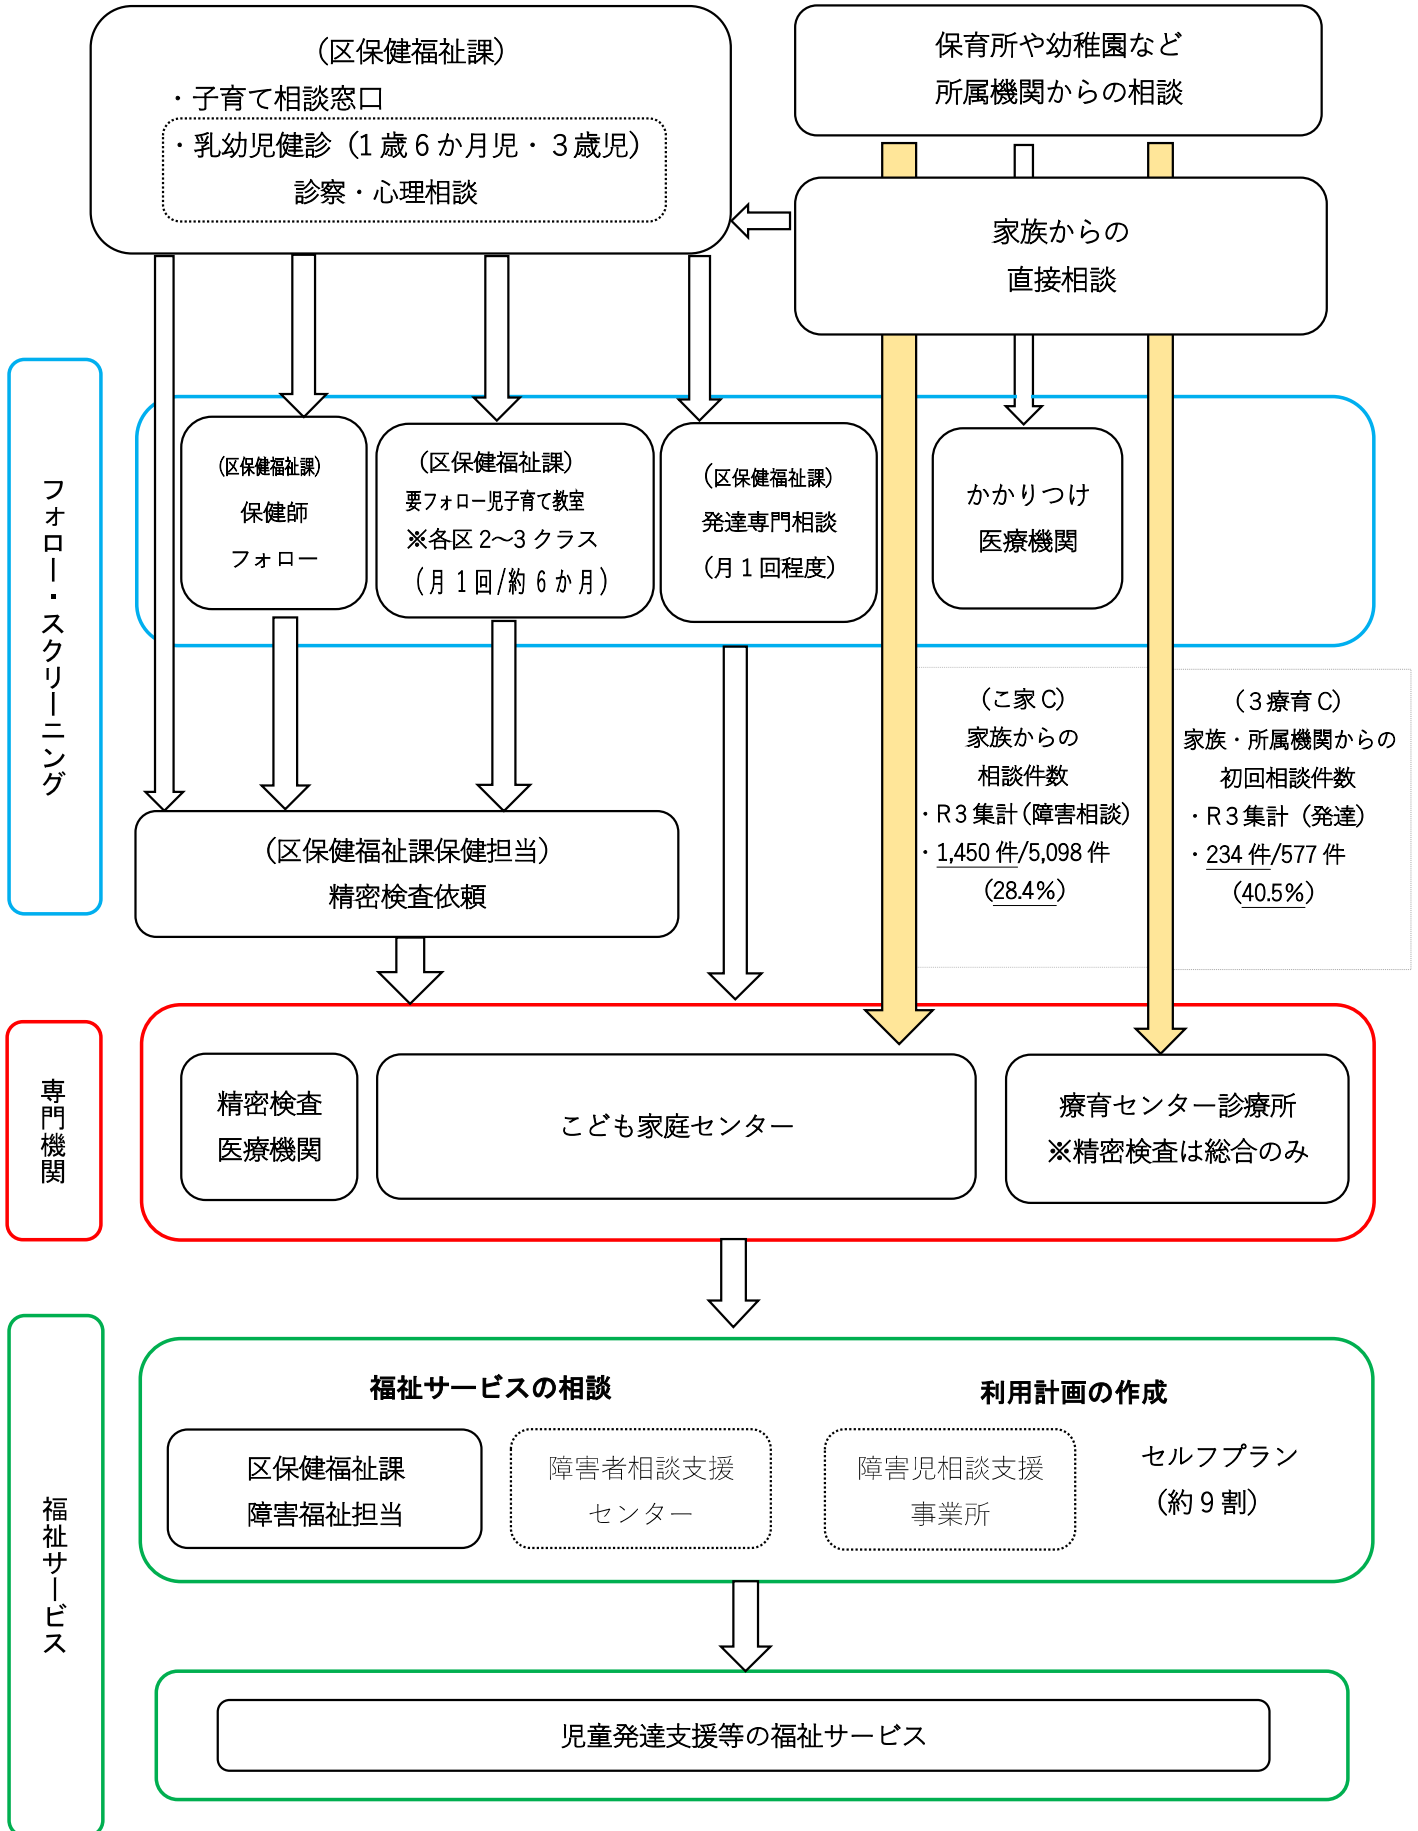 （区保健福祉課）
・子育て相談窓口
・乳幼児健診（1歳６か月児・３歳児）
診察・心理相談
保育所や幼稚園など
所属機関からの相談
家族からの
直接相談
フォロー・スクリーニング
（区保健福祉課）
保健師
フォロー
（区保健福祉課）
要フォロー児子育て教室
※各区２～３クラス
（月１回/約６か月）
（区保健福祉課）
発達専門相談
（月１回程度）
かかりつけ
医療機関
（こ家C）
家族からの
相談件数
・R３集計（障害相談）
・1,450件/5,098件
（28.4％）
（３療育C）
家族・所属機関からの
初回相談件数
・R３集計（発達）
・234件/577件
（40.5％）
（区保健福祉課保健担当）
精密検査依頼
専門機関
精密検査
医療機関
こども家庭センター
療育センター診療所
※精密検査は総合のみ
福祉サービス
福祉サービスの相談
利用計画の作成
区保健福祉課
障害福祉担当
障害者相談支援
センター
障害児相談支援
事業所
セルフプラン
（約９割）
児童発達支援等の福祉サービス